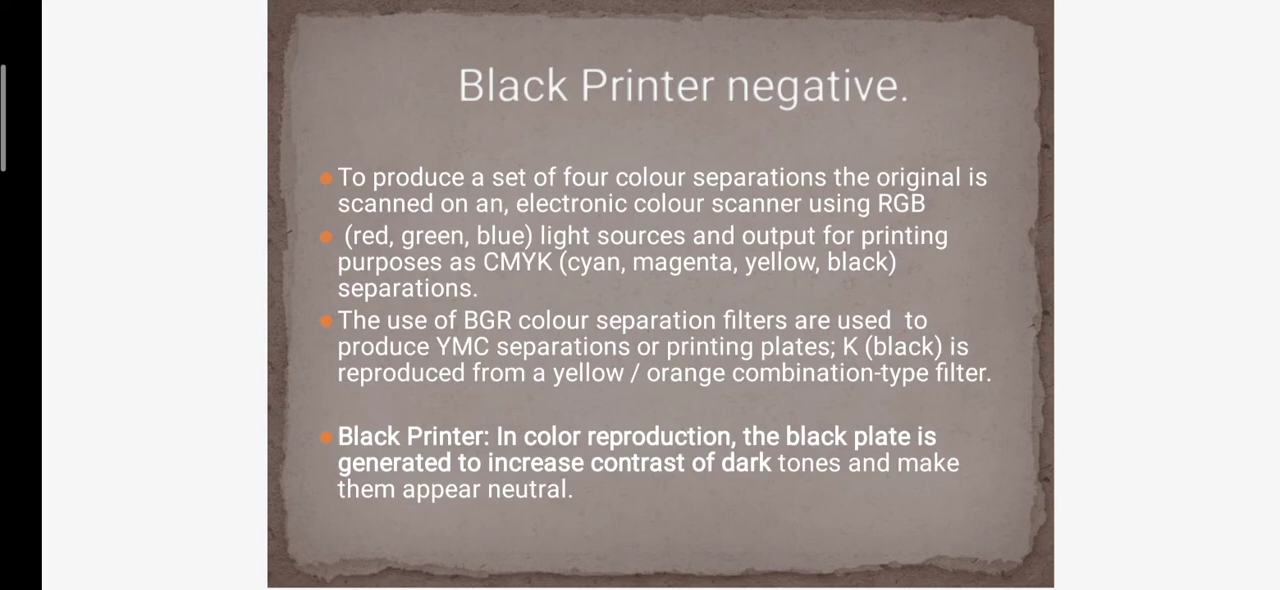 Black Printer negative.
To produce a set of four colour separations the original is
scanned on an, electronic colour scanner using RGB
(red, green, blue) light sources and output for printing
purposes as CMYK (cyan, magenta, yellow, black)
separations.
The use of BGR colour separation filters are used  to
produce YMC separations or printing plates; K (black) is
reproduced from a yellow / orange combination-type filter.
Black Printer: In color reproduction, the black plate is
generated to increase contrast of dark tones and make
them appear neutral.